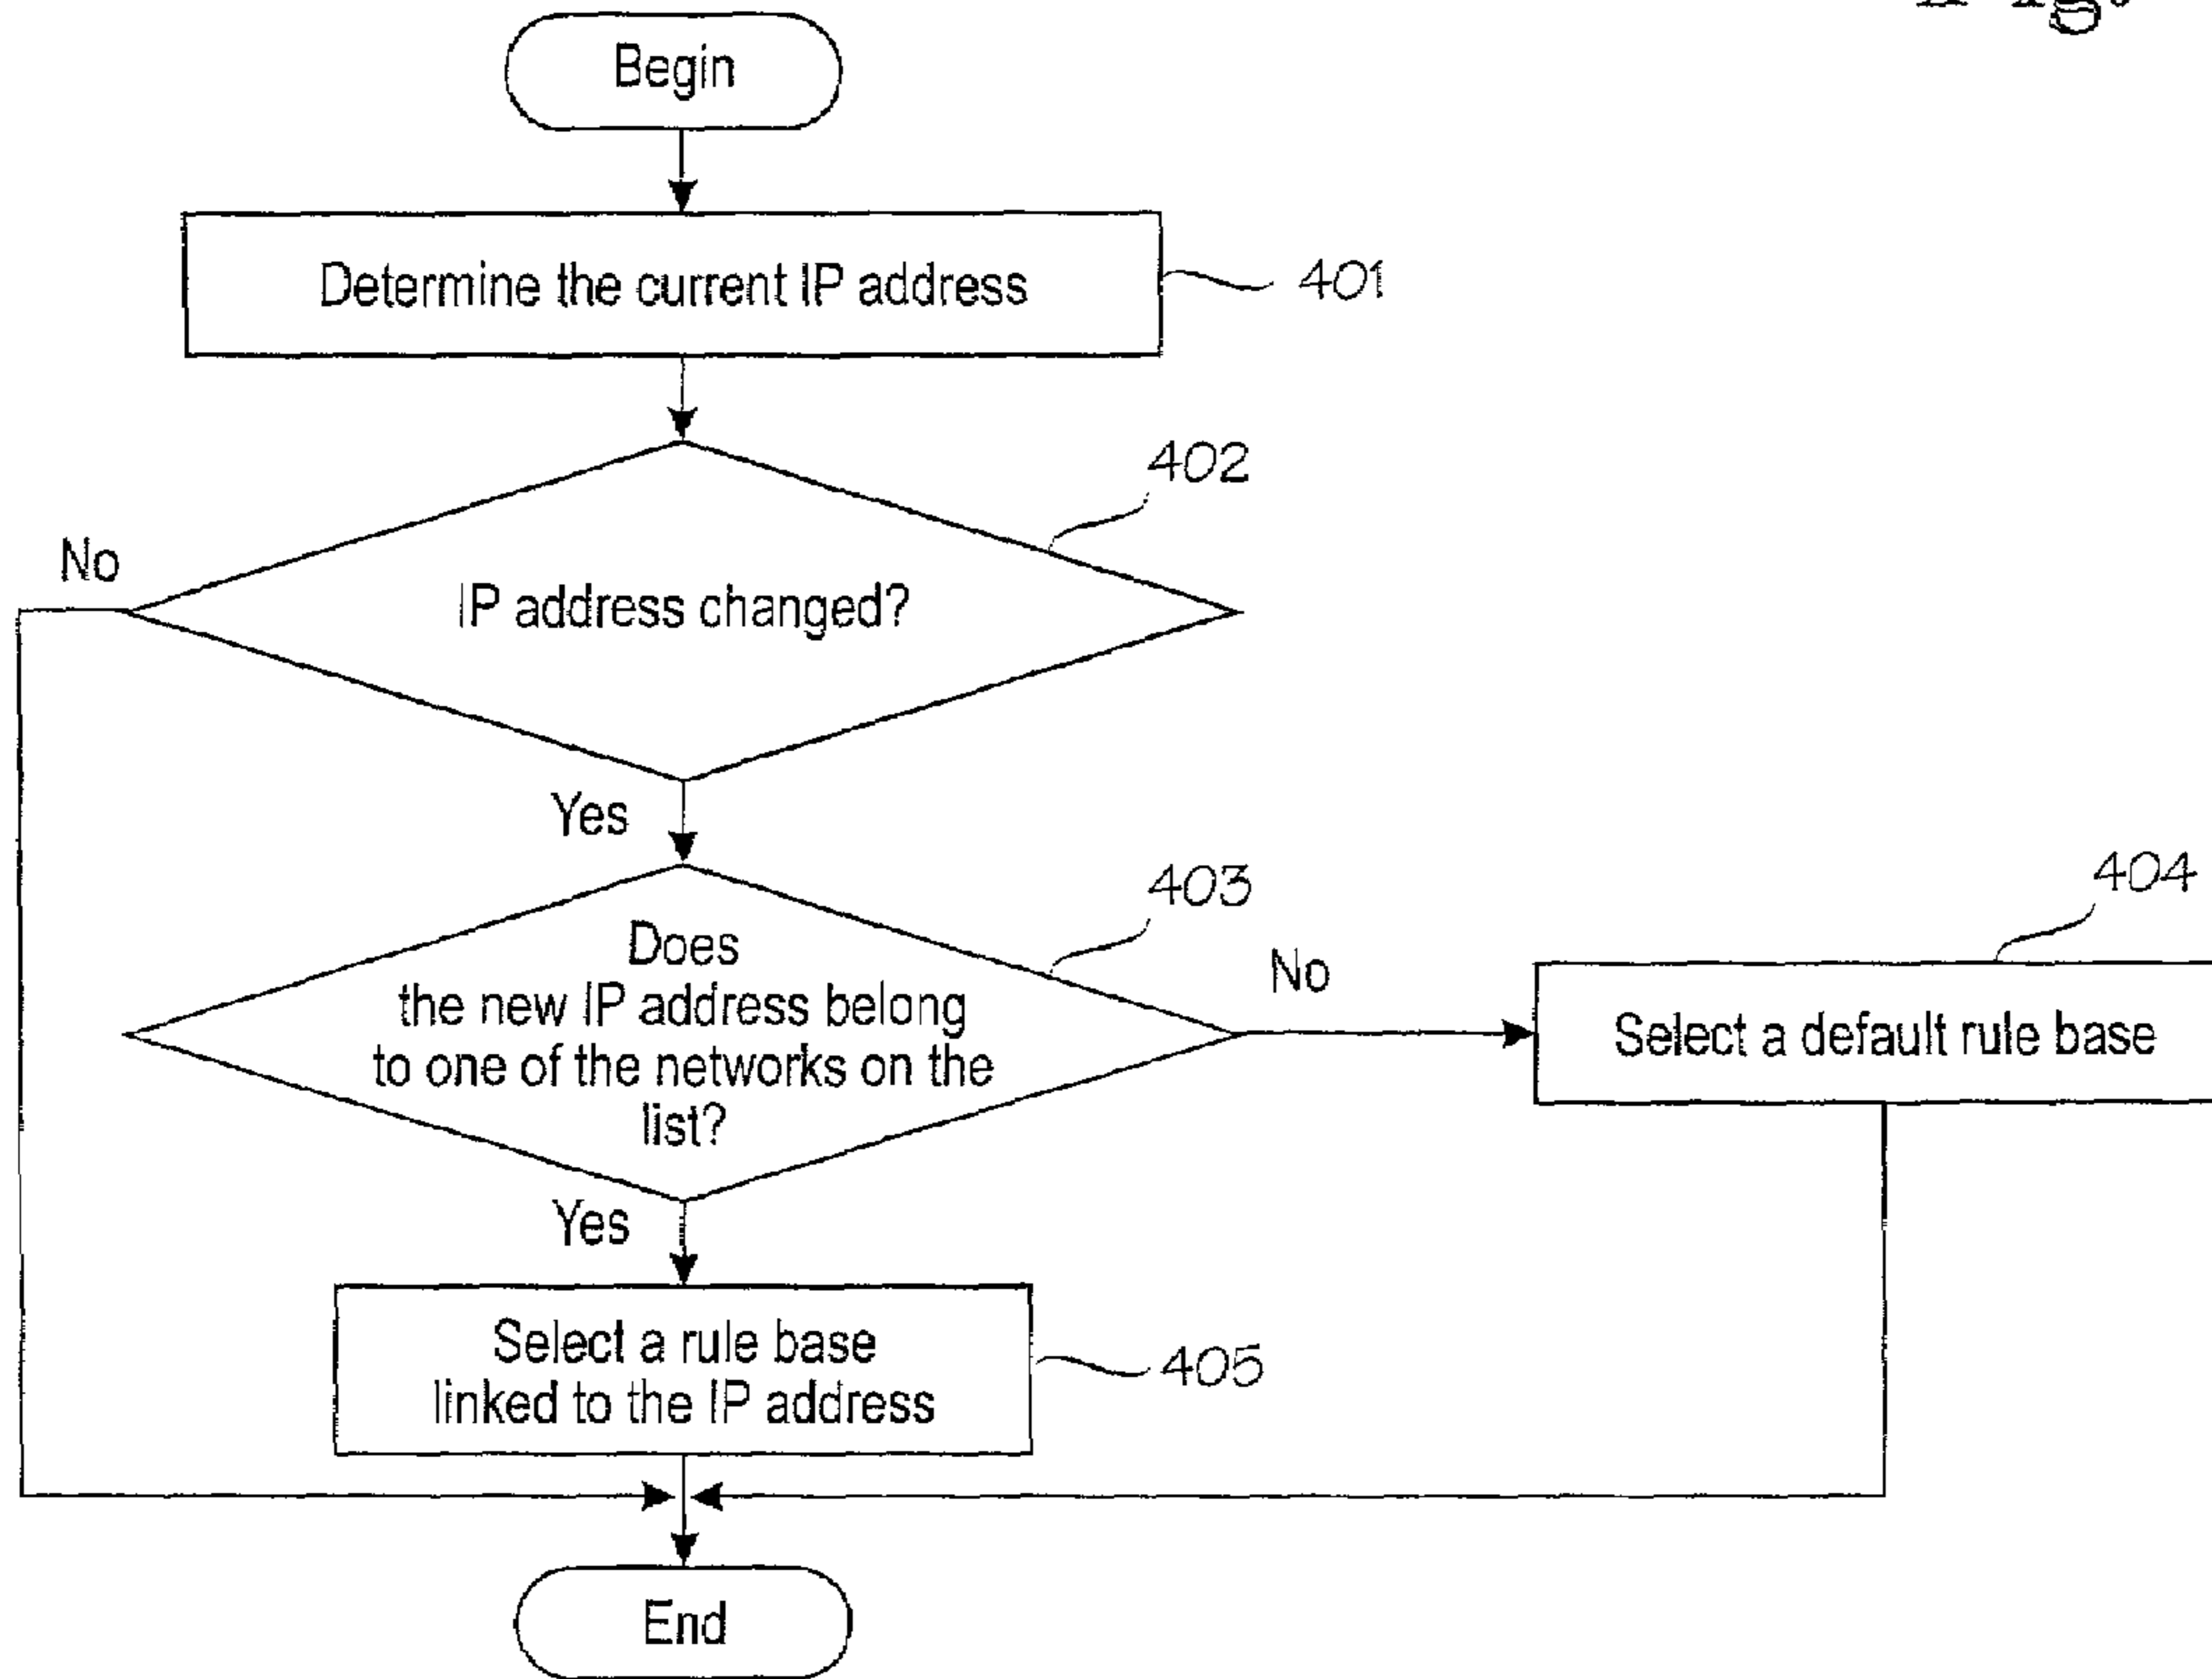 Begin
Determine the current IP address
401
402
No
IP address changed?
Yes
403
404
Does
the new IP address belong
to one of the networks on the
list?
No
Select a default rule base
Yes
Select a rule base
linked to the IP address
405
End